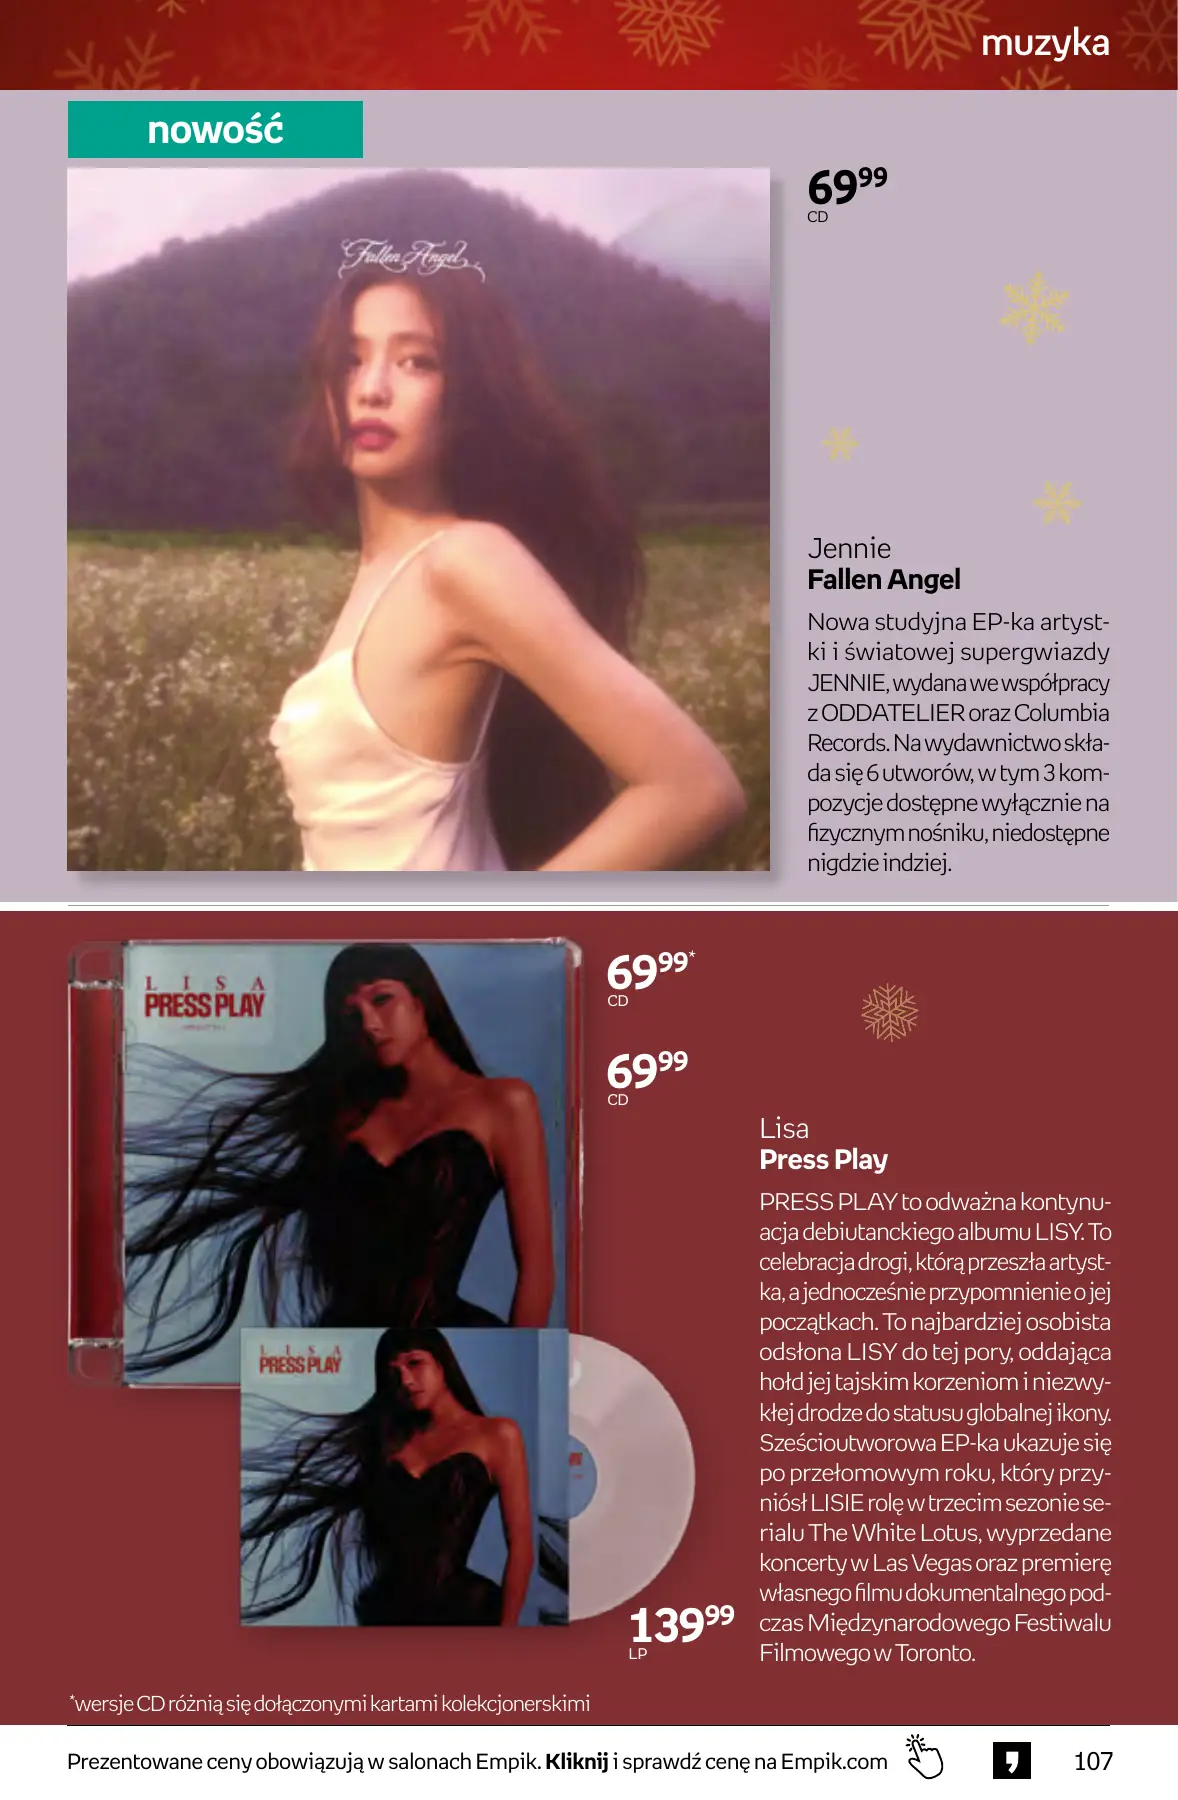 muzyka
nowość
Fallen Angel
69⁹⁹
CD
Jennie
Fallen Angel
Nowa studyjna EP-ka artyst-
ki i światowej supergwiazdy
JENNIE, wydana we współpracy
z ODDATELIER oraz Columbia
Records. Na wydawnictwo skła-
da się 6 utworów, w tym 3 kom-
pozycje dostępne wyłącznie na
fizycznym nośniku, niedostępne
nigdzie indziej.
LISA
PRESS PLAY
69⁹⁹*
CD
69⁹⁹
CD
LISA
PRESS PLAY
139⁹⁹
LP
Lisa
Press Play
PRESS PLAY to odważna kontynu-
acja debiutanckiego albumu LISY. To
celebracja drogi, którą przeszła artyst-
ka, a jednocześnie przypomnienie o jej
początkach. To najbardziej osobista
odsłona LISY do tej pory, oddająca
hołd jej tajskim korzeniom i niezwy-
kłej drodze do statusu globalnej ikony.
Sześcioutworowa EP-ka ukazuje się
po przełomowym roku, który przy-
niósł LISIE rolę w trzecim sezonie se-
rialu The White Lotus, wyprzedane
koncerty w Las Vegas oraz premierę
własnego filmu dokumentalnego pod-
czas Międzynarodowego Festiwalu
Filmowego w Toronto.
*wersje CD różnią się dołączonymi kartami kolekcjonerskimi
Prezentowane ceny obowiązują w salonach Empik. Kliknij i sprawdź cenę na Empik.com
107